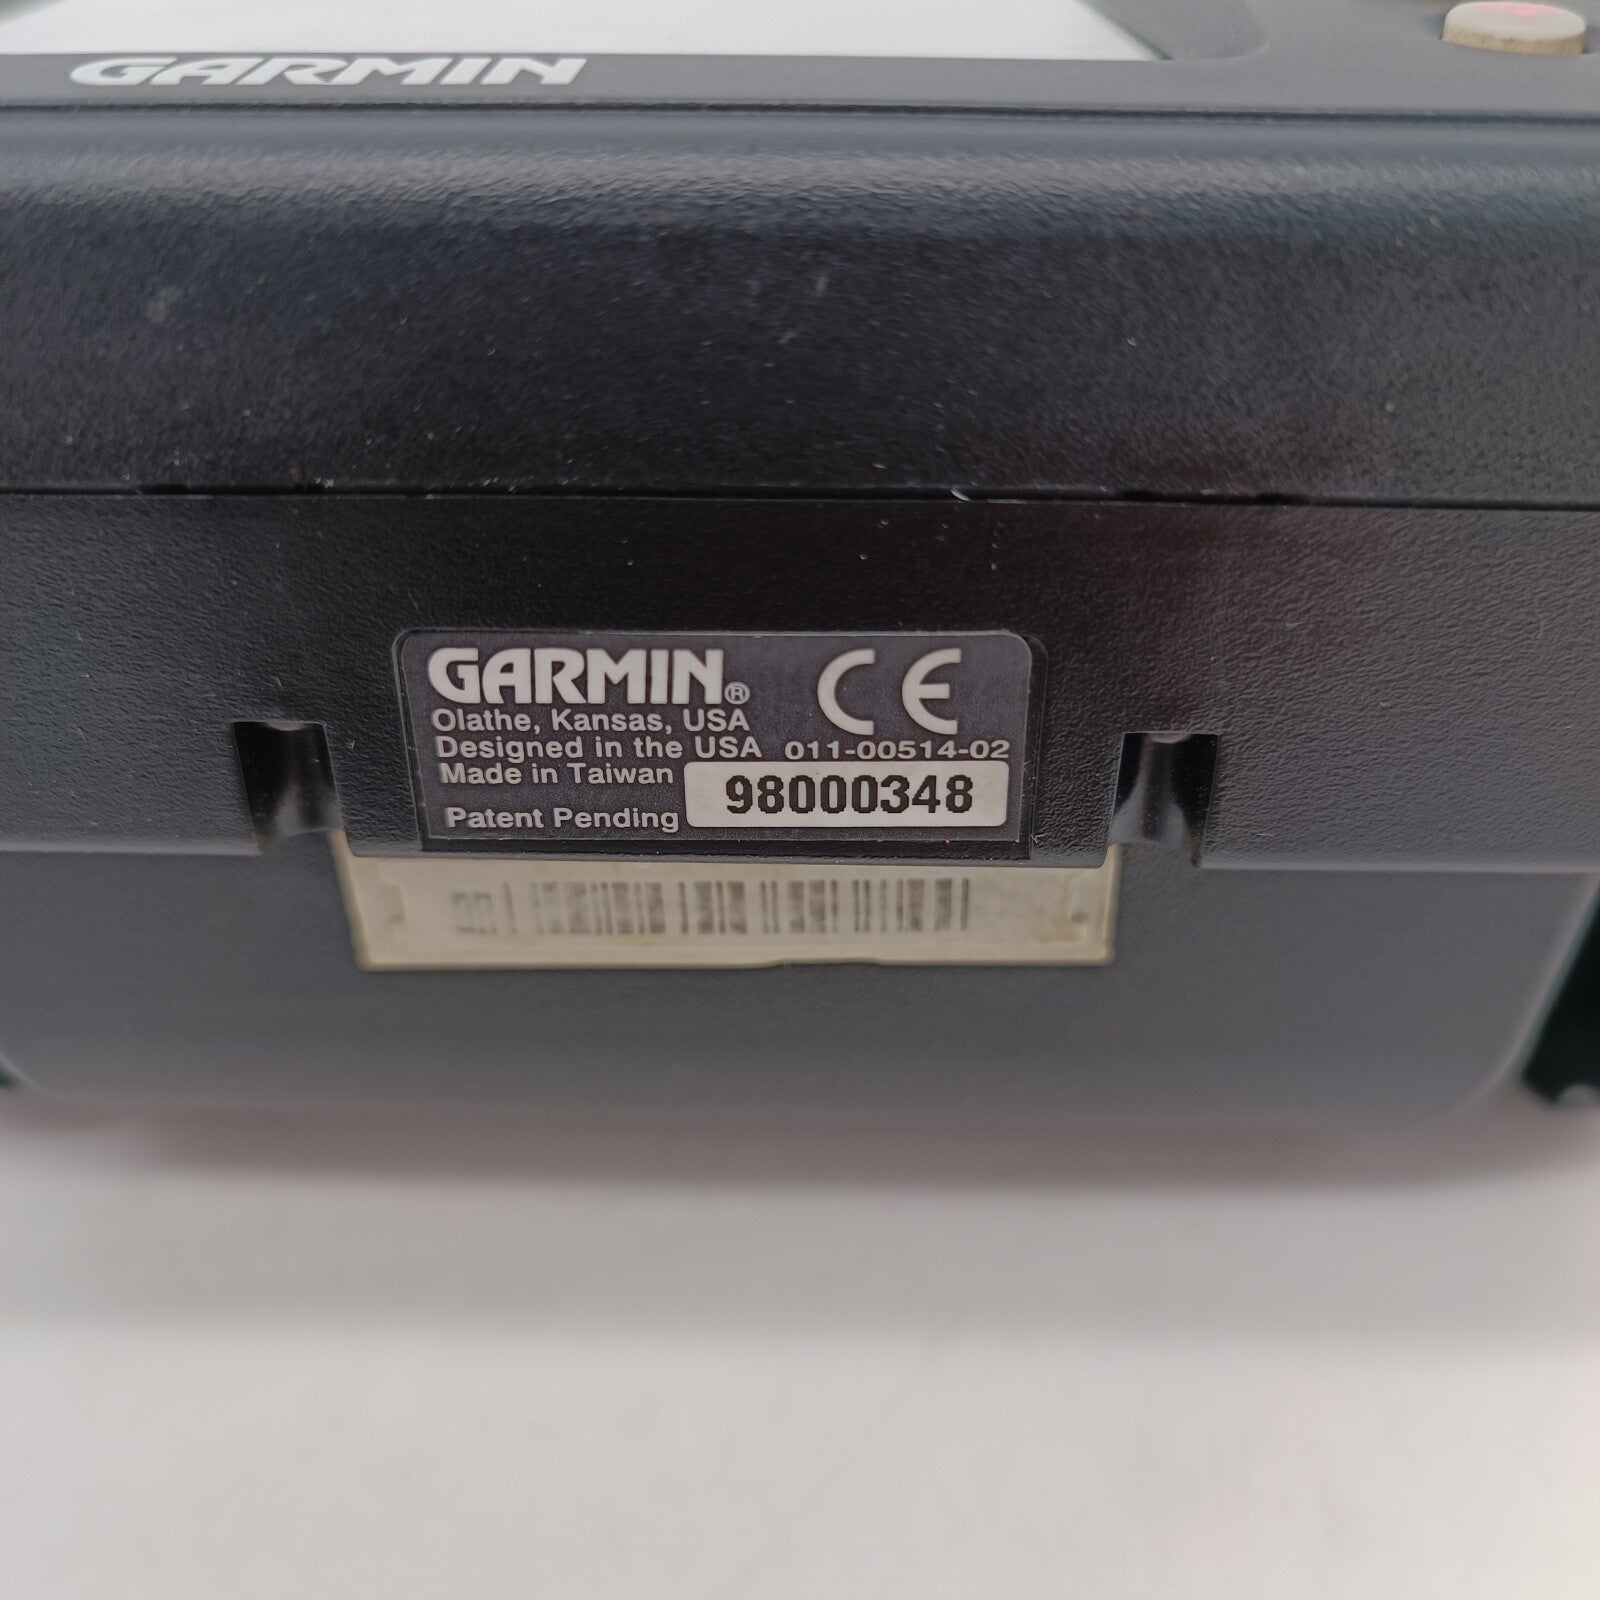 GARMIN
GARMIN® CE
Olathe, Kansas, USA
Designed in the USA 011-00514-02
Made in Taiwan
98000348
Patent Pending